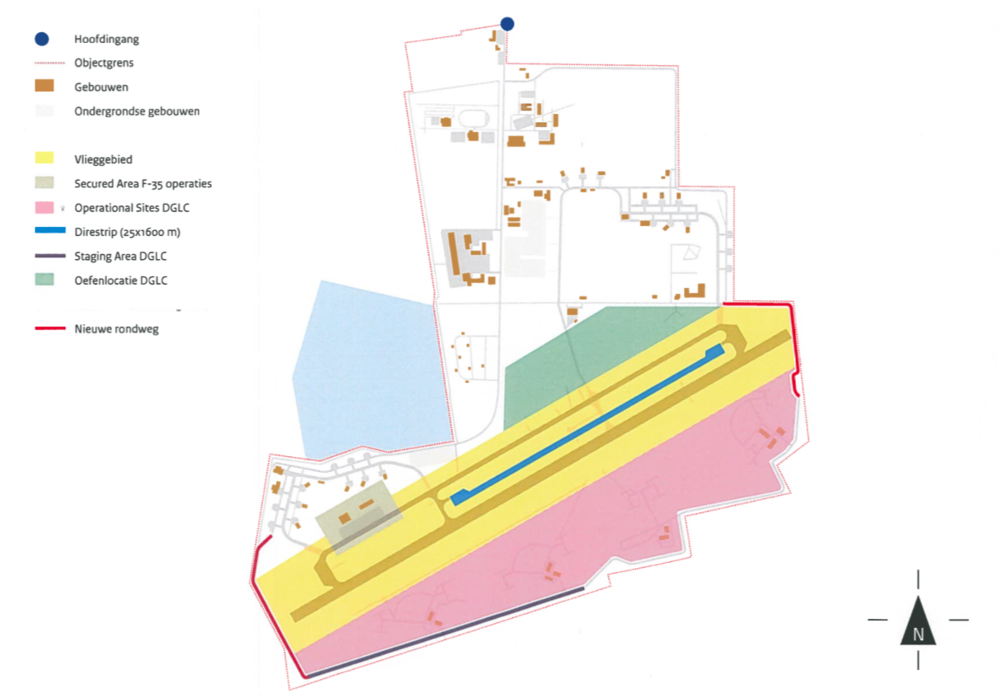 Hoofdingang
Objectgrens
Gebouwen
Ondergrondse gebouwen
Vlieggebied
Secured Area F-35 operaties
Operational Sites DGLC
Direstrip (25x1600 m)
Staging Area DGLC
Oefenlocatie DGLC
Nieuwe rondweg
N